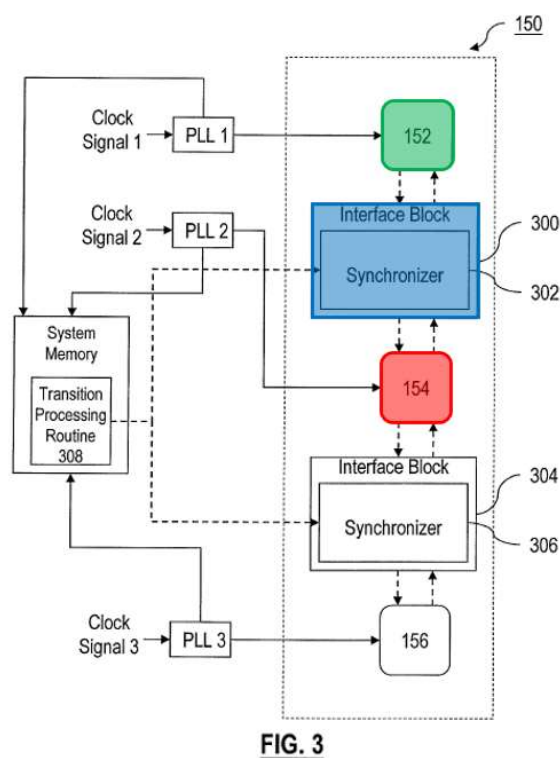 150
Clock
Signal 1
PLL 1
152
Interface Block
300
Clock
Signal 2
PLL 2
Synchronizer
302
System
Memory
154
Transition
Processing
Routine
308
Interface Block
304
Synchronizer
306
Clock
Signal 3
PLL 3
156
FIG. 3